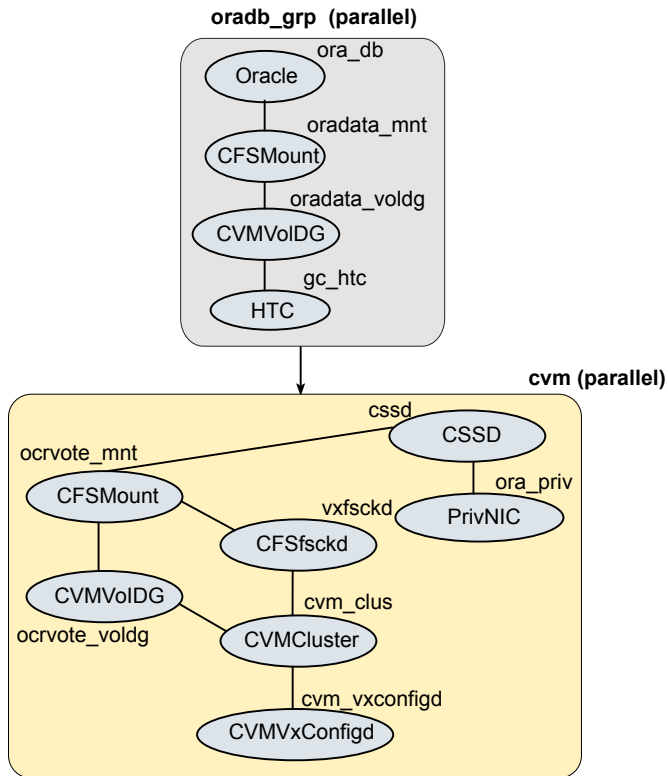 oradb_grp (parallel)
ora_db
Oracle
oradata_mnt
CFSMount
oradata_voldg
CVMVolDG
gc_htc
HTC
cvm (parallel)
cssd
CSSD
ocrvote_mnt
ora_priv
CFSMount
vxfsckd
PrivNIC
CFSfsckd
CVMVolDG
cvm_clus
ocrvote_voldg
CVMCluster
cvm_vxconfigd
CVMVxConfigd